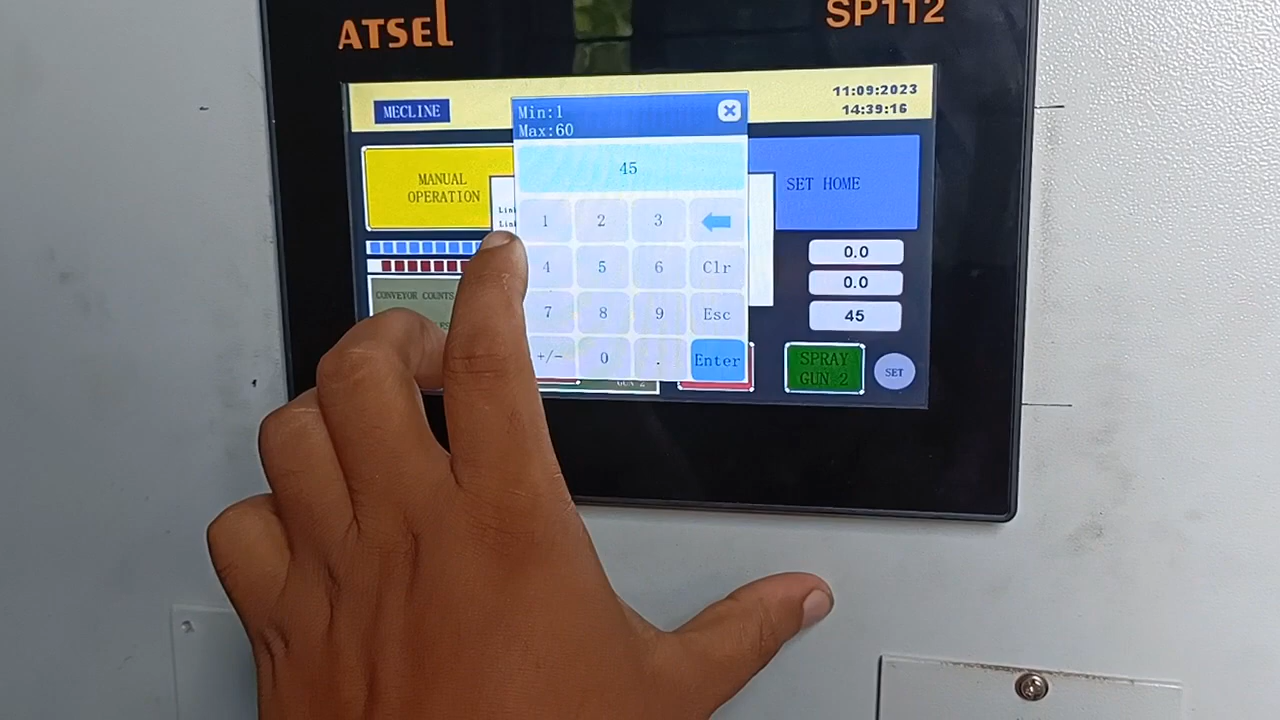 ATSEL
SP112
MECLINE
11:09:2023
14:39:16
Min:1
Max:60
45
MANUAL
OPERATION
SET HOME
1 2 3
4 5 6 Clr
7 8 9 Esc
+/- 0 . Enter
0.0
0.0
45
CONVEYOR COUNTS
SPRAY
GUN 2
SET
GUN 2